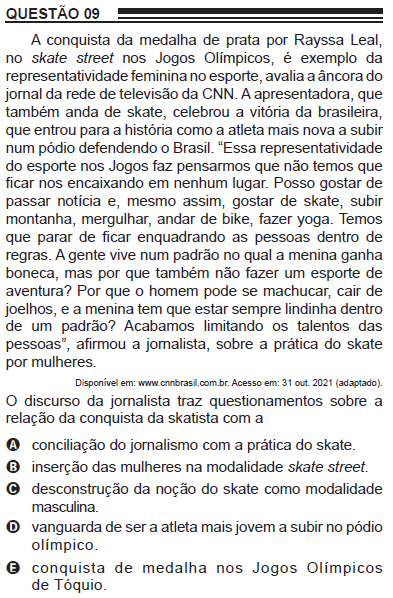 QUESTÃO 09
A conquista da medalha de prata por Rayssa Leal,
no skate street nos Jogos Olímpicos, é exemplo da
representatividade feminina no esporte, avalia a âncora do
jornal da rede de televisão da CNN. A apresentadora, que
também anda de skate, celebrou a vitória da brasileira,
que entrou para a história como a atleta mais nova a subir
num pódio defendendo o Brasil. “Essa representatividade
do esporte nos Jogos faz pensarmos que não temos que
ficar nos encaixando em nenhum lugar. Posso gostar de
passar notícia e, mesmo assim, gostar de skate, subir
montanha, mergulhar, andar de bike, fazer yoga. Temos
que parar de ficar enquadrando as pessoas dentro de
regras. A gente vive num padrão no qual a menina ganha
boneca, mas por que também não fazer um esporte de
aventura? Por que o homem pode se machucar, cair de
joelhos, e a menina tem que estar sempre lindinha dentro
de um padrão? Acabamos limitando os talentos das
pessoas”, afirmou a jornalista, sobre a prática do skate
por mulheres.
Disponível em: www.cnnbrasil.com.br. Acesso em: 31 out. 2021 (adaptado).
O discurso da jornalista traz questionamentos sobre a
relação da conquista da skatista com a
A conciliação do jornalismo com a prática do skate.
B inserção das mulheres na modalidade skate street.
C desconstrução da noção do skate como modalidade
masculina.
D vanguarda de ser a atleta mais jovem a subir no pódio
olímpico.
E conquista de medalha nos Jogos Olímpicos
de Tóquio.